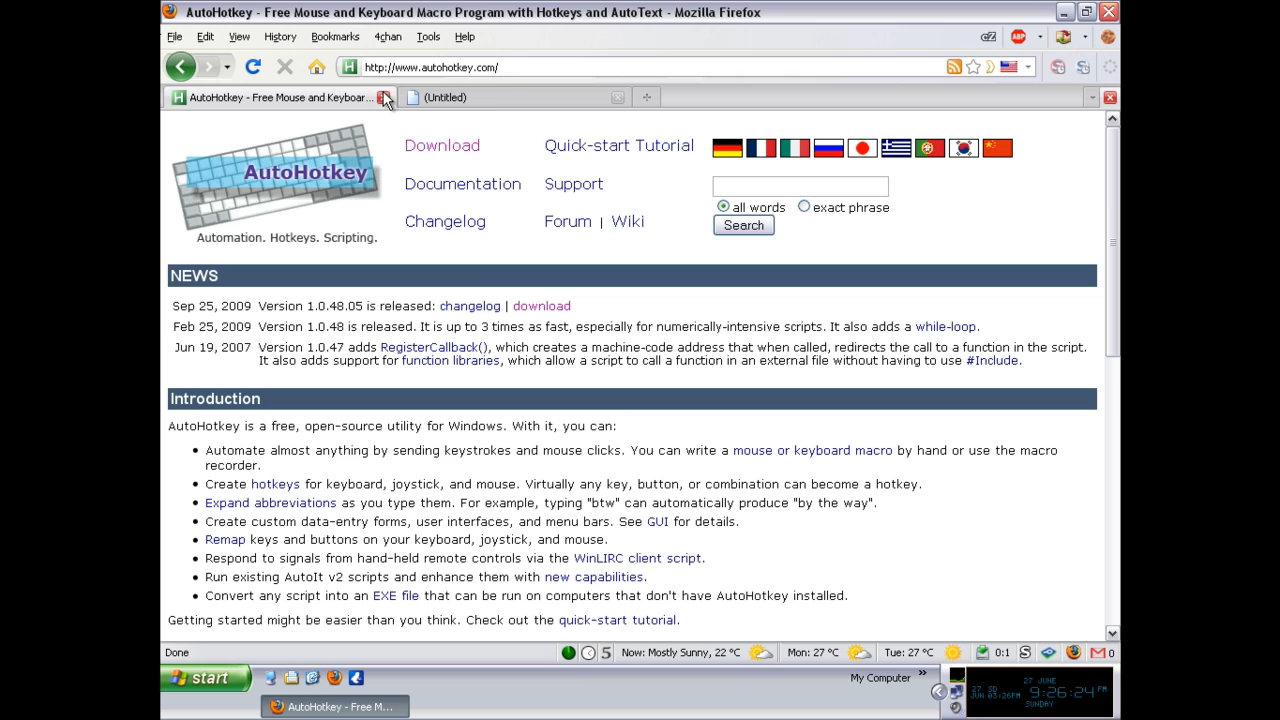 AutoHotkey - Free Mouse and Keyboard Macro Program with Hotkeys and AutoText - Mozilla Firefox
File Edit View History Bookmarks 4chan Tools Help
http://www.autohotkey.com/
AutoHotkey - Free Mouse and Keyboar... (Untitled)
Download Quick-start Tutorial
AutoHotkey
Documentation Support
all words exact phrase
Changelog Forum | Wiki Search
Automation. Hotkeys. Scripting.
NEWS
Sep 25, 2009 Version 1.0.48.05 is released: changelog | download
Feb 25, 2009 Version 1.0.48 is released. It is up to 3 times as fast, especially for numerically-intensive scripts. It also adds a while-loop.
Jun 19, 2007 Version 1.0.47 adds RegisterCallback(), which creates a machine-code address that when called, redirects the call to a function in the script.
It also adds support for function libraries, which allow a script to call a function in an external file without having to use #Include.
Introduction
AutoHotkey is a free, open-source utility for Windows. With it, you can:
• Automate almost anything by sending keystrokes and mouse clicks. You can write a mouse or keyboard macro by hand or use the macro
recorder.
• Create hotkeys for keyboard, joystick, and mouse. Virtually any key, button, or combination can become a hotkey.
• Expand abbreviations as you type them. For example, typing "btw" can automatically produce "by the way".
• Create custom data-entry forms, user interfaces, and menu bars. See GUI for details.
• Remap keys and buttons on your keyboard, joystick, and mouse.
• Respond to signals from hand-held remote controls via the WinLIRC client script.
• Run existing AutoIt v2 scripts and enhance them with new capabilities.
• Convert any script into an EXE file that can be run on computers that don't have AutoHotkey installed.
Getting started might be easier than you think. Check out the quick-start tutorial.
Done 5 Now: Mostly Sunny, 22 °C Mon: 27 °C Tue: 27 °C 0:1 S 0
start My Computer »
27 JUNE
9:26:24 PM
SUNDAY
AutoHotkey - Free M...